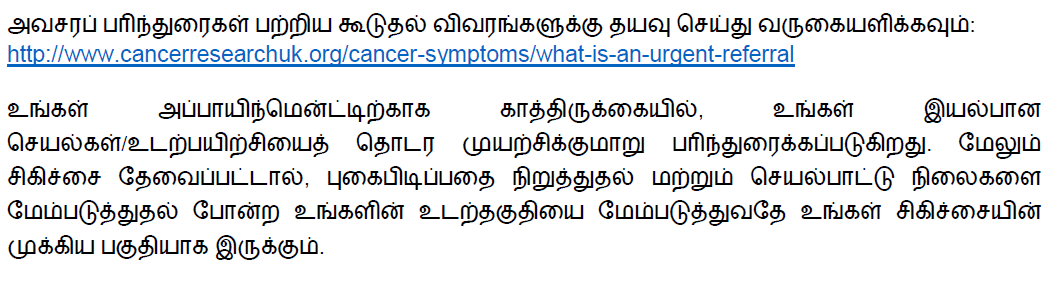 அவசரப் பரிந்துரைகள் பற்றிய கூடுதல் விவரங்களுக்கு தயவு செய்து வருகையளிக்கவும்:
http://www.cancerresearchuk.org/cancer-symptoms/what-is-an-urgent-referral
உங்கள் அப்பாயிந்மென்ட்டிற்காக காத்திருக்கையில், உங்கள் இயல்பான
செயல்கள்/உடற்பயிற்சியைத் தொடர முயற்சிக்குமாறு பரிந்துரைக்கப்படுகிறது. மேலும்
சிகிச்சை தேவைப்பட்டால், புகைபிடிப்பதை நிறுத்துதல் மற்றும் செயல்பாட்டு நிலைகளை
மேம்படுத்துதல் போன்ற உங்களின் உடற்தகுதியை மேம்படுத்துவதே உங்கள் சிகிச்சையின்
முக்கிய பகுதியாக இருக்கும்.